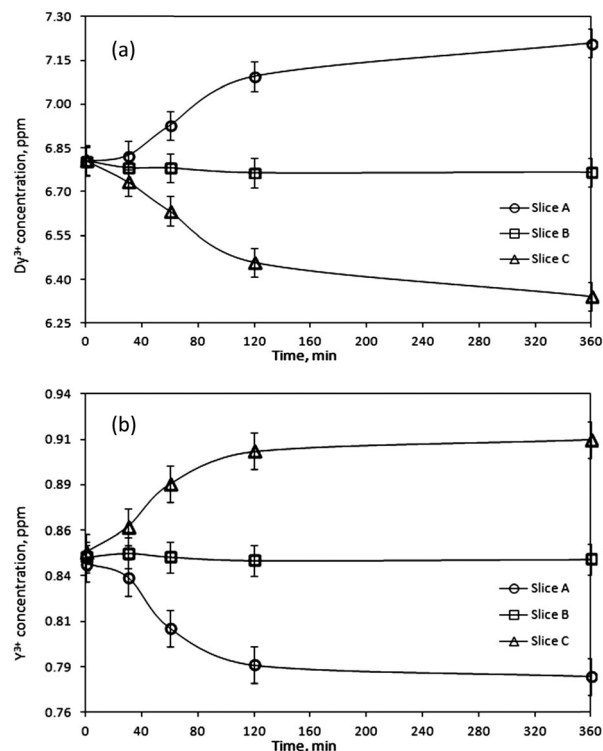 7.30
(a)
7.15
7.00
6.85
6.70
6.55
6.40
6.25
Dy³⁺ concentration, ppm
Slice A
Slice B
Slice C
0 40 80 120 160 200 240 280 320 360
Time, min
0.94
(b)
0.91
0.89
0.86
0.84
0.81
0.79
0.76
Y³⁺ concentration, ppm
Slice A
Slice B
Slice C
0 40 80 120 160 200 240 280 320 360
Time, min